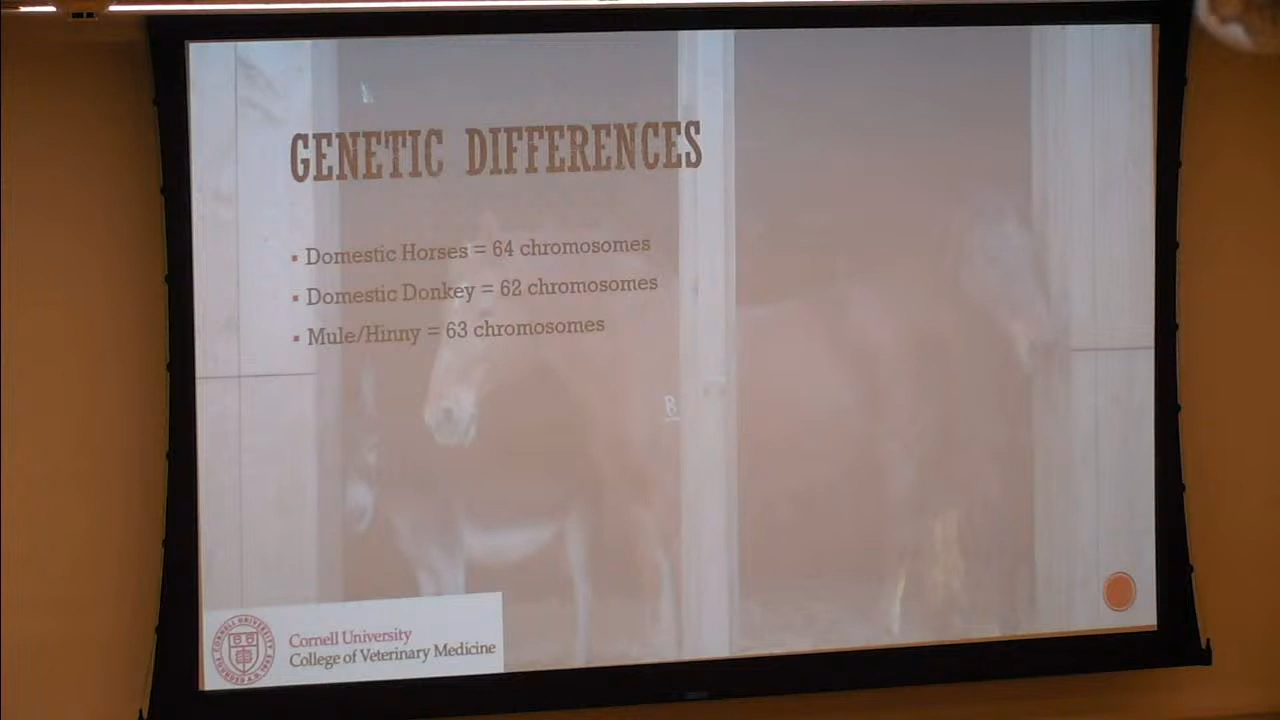 GENETIC DIFFERENCES
▪ Domestic Horses = 64 chromosomes
▪ Domestic Donkey = 62 chromosomes
▪ Mule/Hinny = 63 chromosomes
B
Cornell University
College of Veterinary Medicine